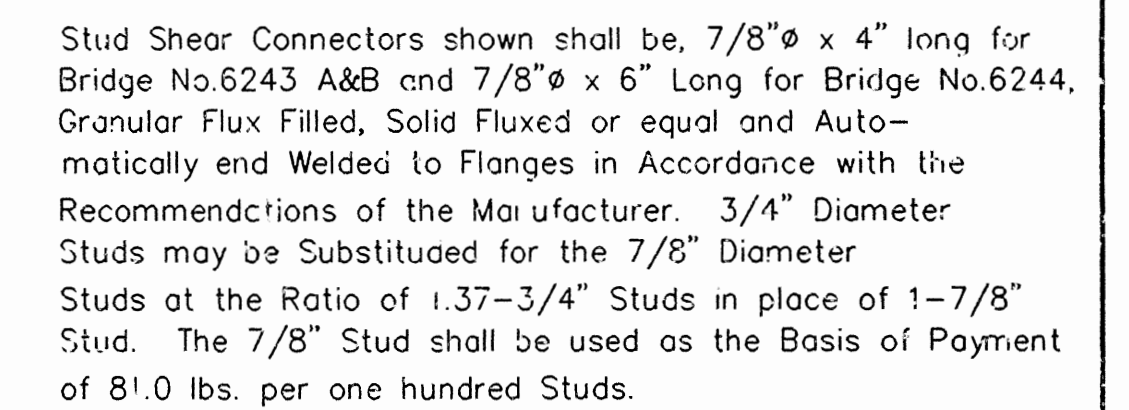 Stud Shear Connectors shown shall be, 7/8"ø x 4" long for
Bridge No.6243 A&B and 7/8"ø x 6" Long for Bridge No.6244,
Granular Flux Filled, Solid Fluxed or equal and Auto-
matically end Welded to Flanges in Accordance with the
Recommendations of the Manufacturer. 3/4" Diameter
Studs may be Substituded for the 7/8" Diameter
Studs at the Ratio of 1.37-3/4" Studs in place of 1-7/8"
Stud. The 7/8" Stud shall be used as the Basis of Payment
of 81.0 lbs. per one hundred Studs.